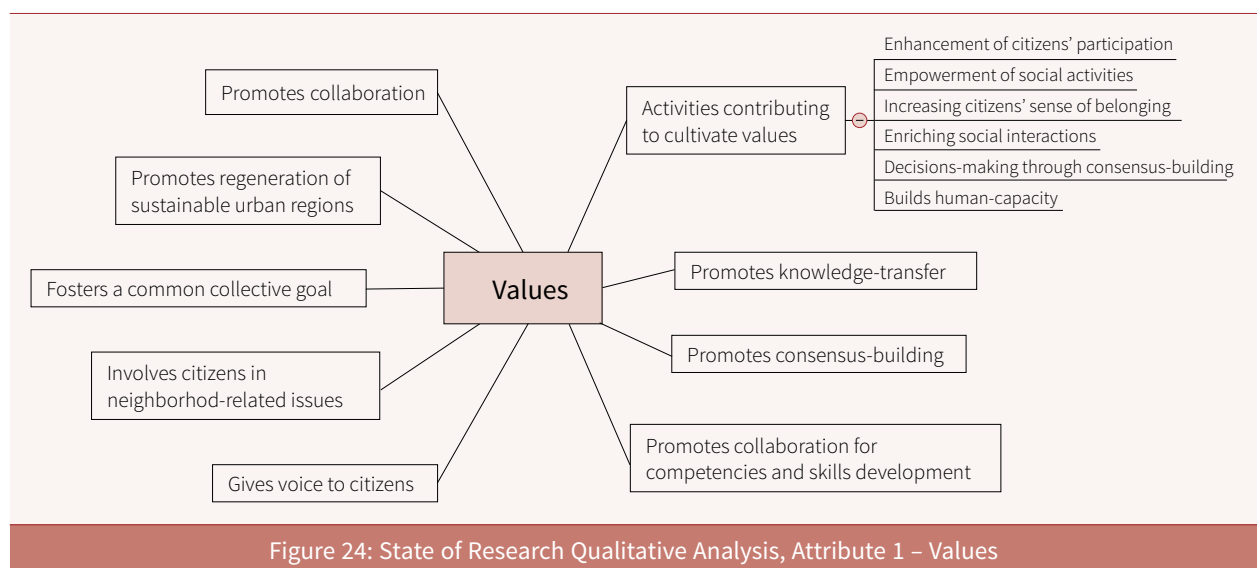 Promotes collaboration
Promotes regeneration of
sustainable urban regions
Fosters a common collective goal
Involves citizens in
neighborhod-related issues
Gives voice to citizens
Values
Activities contributing
to cultivate values
Enhancement of citizens’ participation
Empowerment of social activities
Increasing citizens’ sense of belonging
Enriching social interactions
Decisions-making through consensus-building
Builds human-capacity
Promotes knowledge-transfer
Promotes consensus-building
Promotes collaboration for
competencies and skills development
Figure 24: State of Research Qualitative Analysis, Attribute 1 – Values